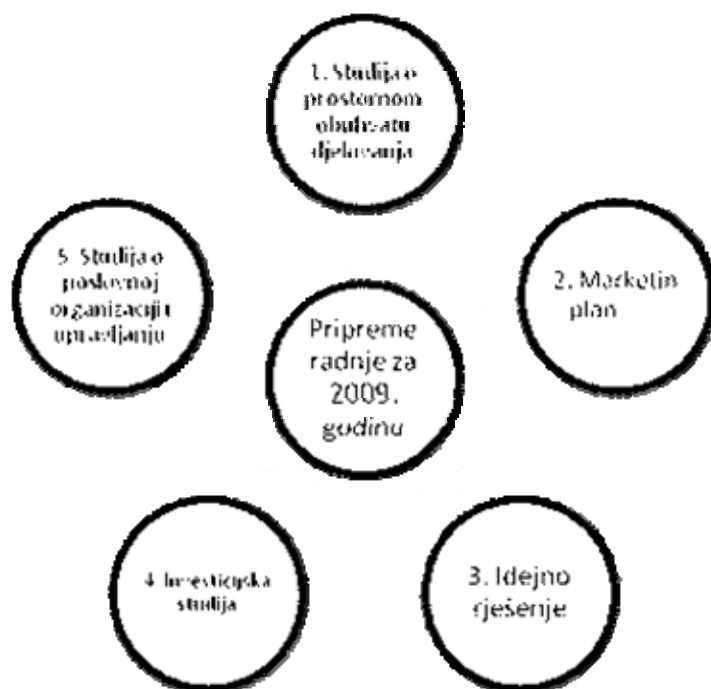 1. Studija o
prostornom
obuhvatu
djelovanja
2. Marketin
plan
3. Idejno
rješenje
4 Investicijska
studija
5. Studija o
poslovnoj
organizaciji i
upravljanju
Pripreme
radnje za
2009.
godinu